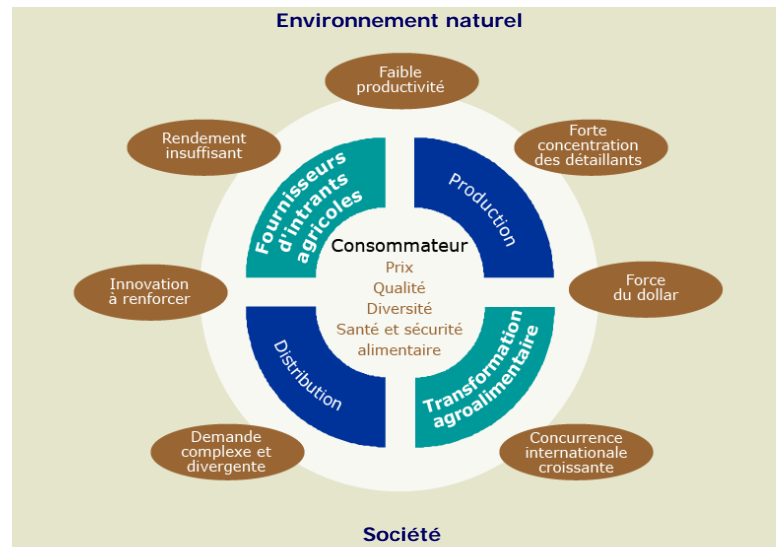 Environnement naturel
Faible
productivité
Rendement
insuffisant
Forte
concentration
des détaillants
Fournisseurs
d'intrants
agricoles
Production
Consommateur
Prix
Qualité
Diversité
Santé et sécurité
alimentaire
Innovation
à renforcer
Force
du dollar
Distribution
Transformation
agroalimentaire
Demande
complexe et
divergente
Concurrence
internationale
croissante
Société